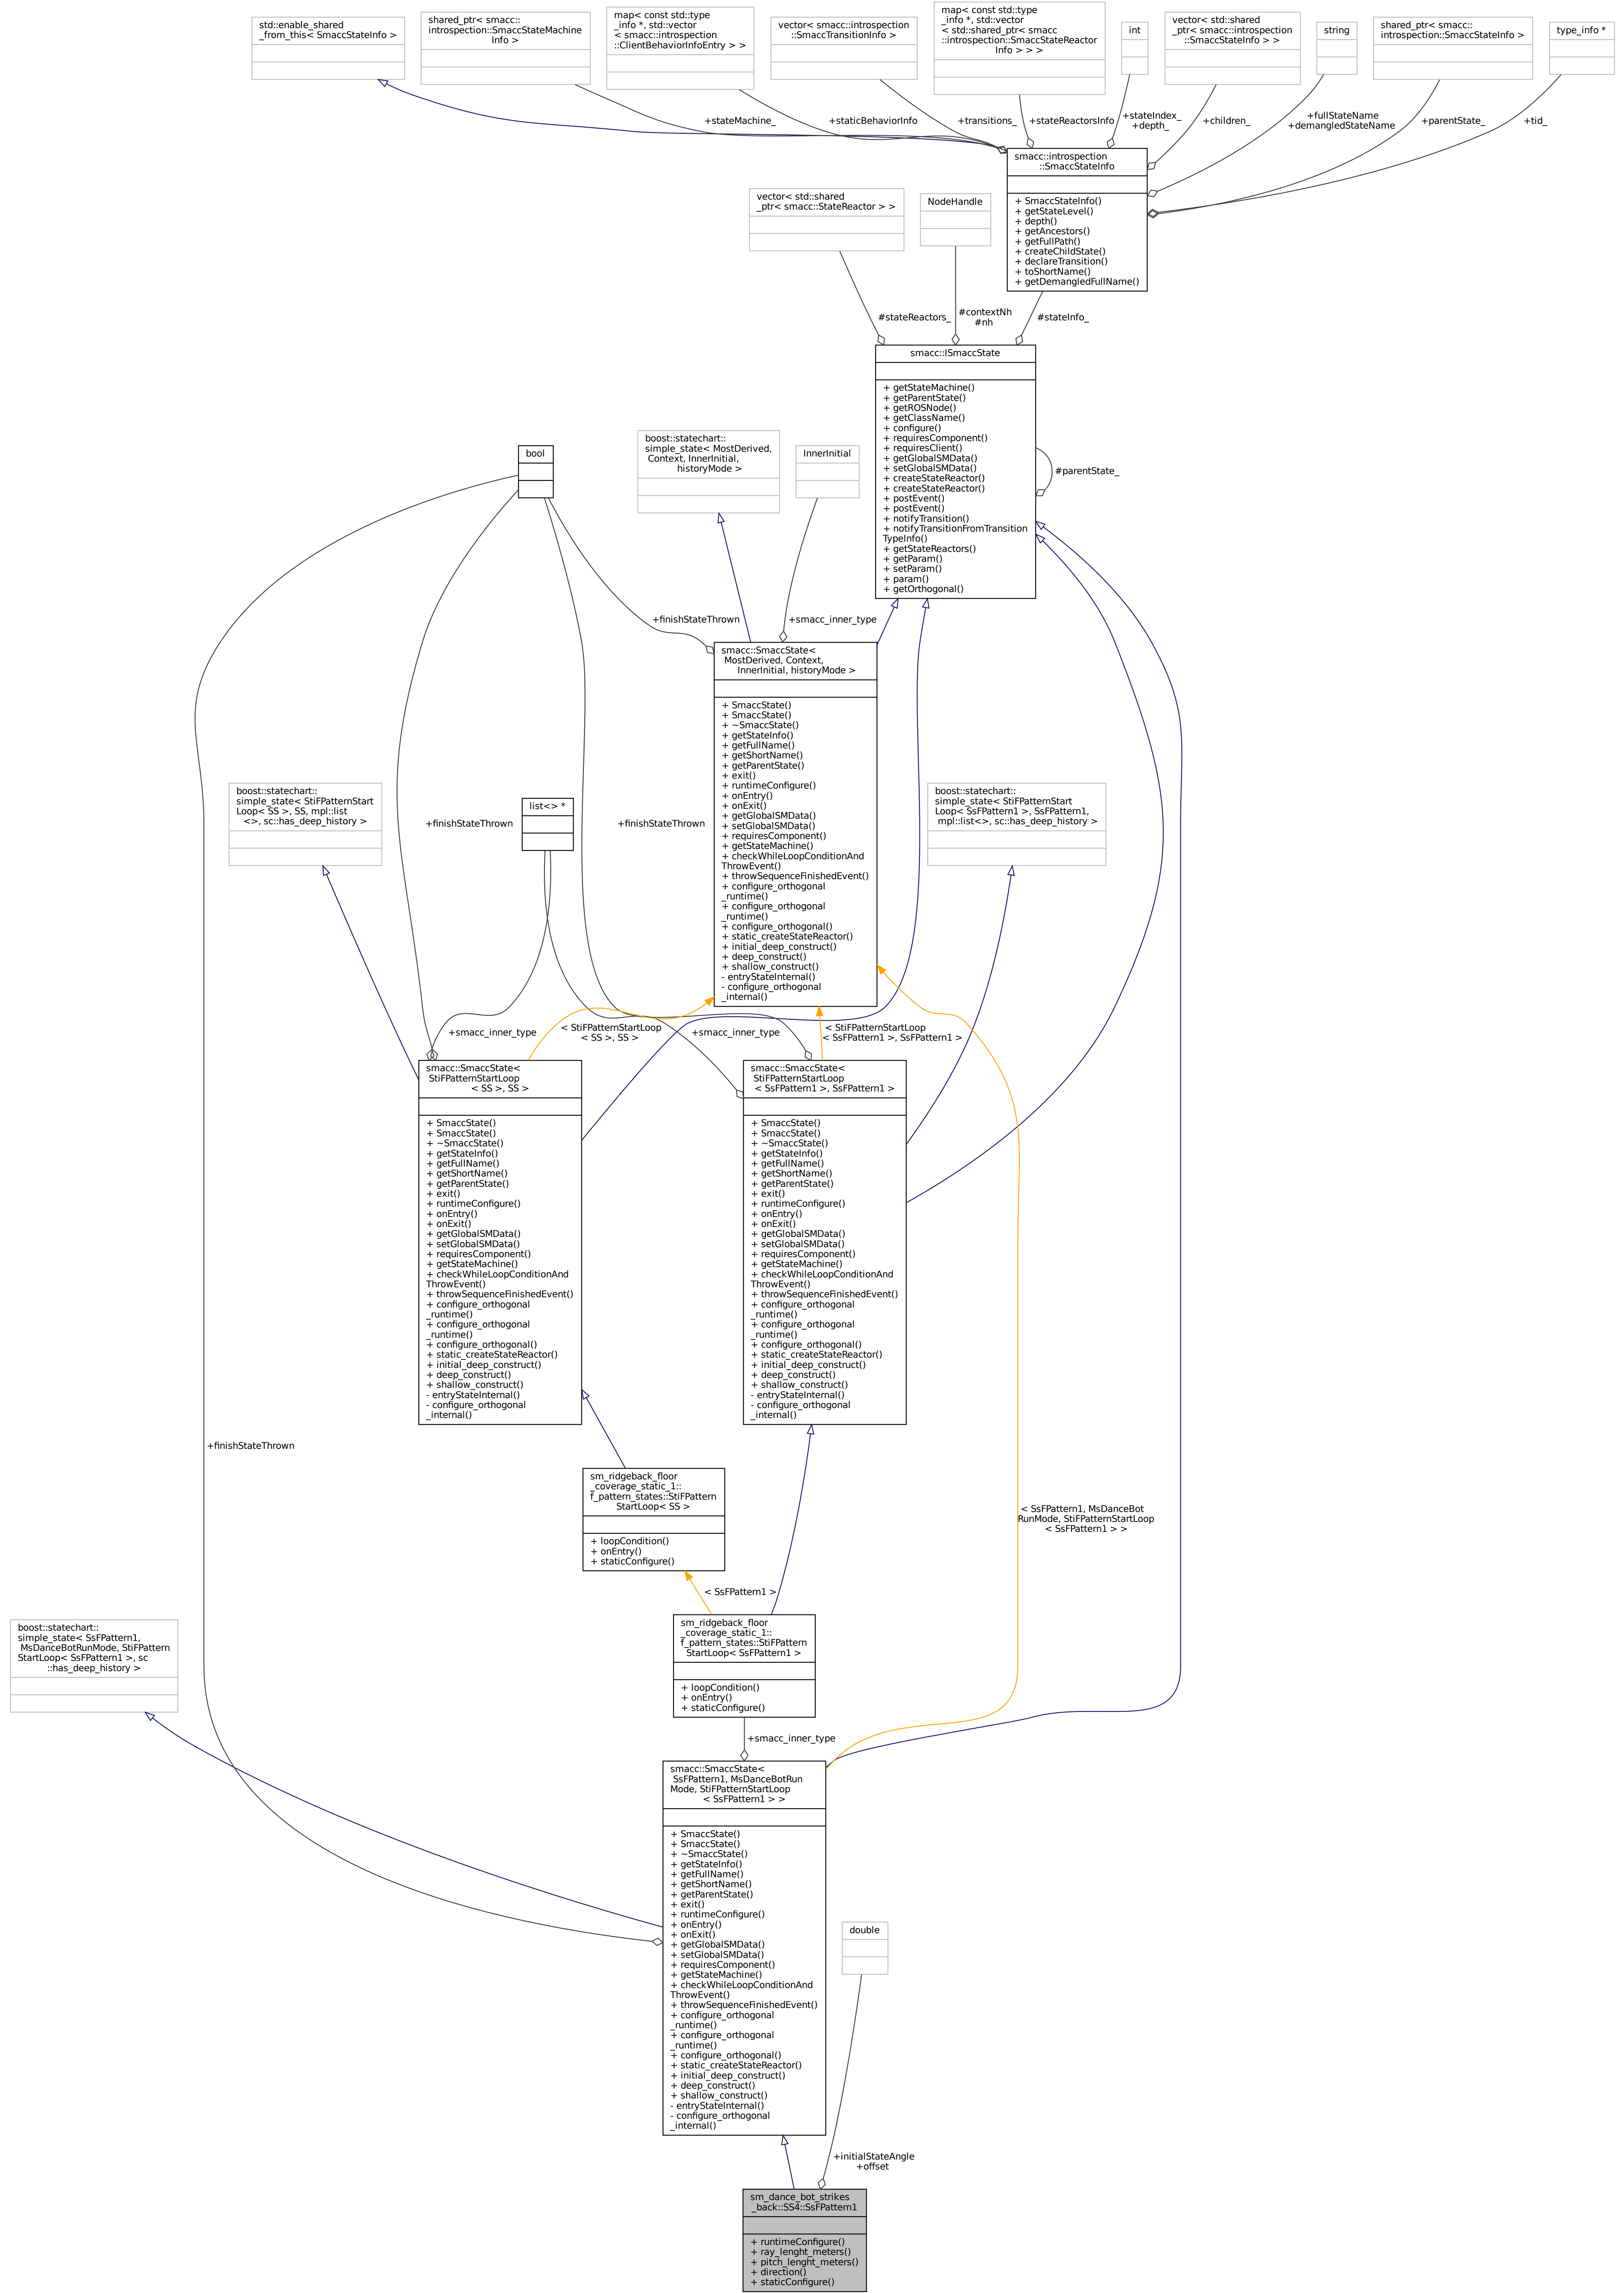 std::enable_shared
_from_this< SmaccStateInfo >
shared_ptr< smacc::
introspection::SmaccStateMachine
Info >
map< const std::type
_info *, std::vector
< smacc::introspection
::ClientBehaviorInfoEntry > >
vector< smacc::introspection
::SmaccTransitionInfo >
map< const std::type
_info *, std::vector
< std::shared_ptr< smacc
::introspection::SmaccStateReactor
Info > > >
int
vector< std::shared
_ptr< smacc::introspection
::SmaccStateInfo > >
string
shared_ptr< smacc::
introspection::SmaccStateInfo >
type_info *
+stateMachine_
+staticBehaviorInfo
+transitions_
+stateReactorsInfo
+stateIndex_
+depth_
+children_
+fullStateName
+demangledStateName
+parentState_
+tid_
smacc::introspection
::SmaccStateInfo
+ SmaccStateInfo()
+ getStateLevel()
+ depth()
+ getAncestors()
+ getFullPath()
+ createChildState()
+ declareTransition()
+ toShortName()
+ getDemangledFullName()
vector< std::shared
_ptr< smacc::StateReactor > >
NodeHandle
#stateReactors_
#contextNh
#nh
#stateInfo_
smacc::ISmaccState
+ getStateMachine()
+ getParentState()
+ getROSNode()
+ getClassName()
+ configure()
+ requiresComponent()
+ requiresClient()
+ getGlobalSMData()
+ setGlobalSMData()
+ createStateReactor()
+ createStateReactor()
+ postEvent()
+ postEvent()
+ notifyTransition()
+ notifyTransitionFromTransition
TypeInfo()
+ getStateReactors()
+ getParam()
+ setParam()
+ param()
+ getOrthogonal()
#parentState_
bool
boost::statechart::
simple_state< MostDerived,
Context, InnerInitial,
historyMode >
InnerInitial
+finishStateThrown
+smacc_inner_type
smacc::SmaccState<
MostDerived, Context,
InnerInitial, historyMode >
+ SmaccState()
+ SmaccState()
+ ~SmaccState()
+ getStateInfo()
+ getFullName()
+ getShortName()
+ getParentState()
+ exit()
+ runtimeConfigure()
+ onEntry()
+ onExit()
+ getGlobalSMData()
+ setGlobalSMData()
+ requiresComponent()
+ getStateMachine()
+ checkWhileLoopConditionAnd
ThrowEvent()
+ throwSequenceFinishedEvent()
+ configure_orthogonal
_runtime()
+ configure_orthogonal
_runtime()
+ configure_orthogonal()
+ static_createStateReactor()
+ initial_deep_construct()
+ deep_construct()
+ shallow_construct()
- entryStateInternal()
- configure_orthogonal
_internal()
boost::statechart::
simple_state< StiFPatternStart
Loop< SS >, SS, mpl::list
<>, sc::has_deep_history >
+finishStateThrown
list<> *
+finishStateThrown
boost::statechart::
simple_state< StiFPatternStart
Loop< SsFPattern1 >, SsFPattern1,
mpl::list<>, sc::has_deep_history >
+smacc_inner_type
< StiFPatternStartLoop
< SS >, SS >
+smacc_inner_type
< StiFPatternStartLoop
< SsFPattern1 >, SsFPattern1 >
smacc::SmaccState<
StiFPatternStartLoop
< SS >, SS >
+ SmaccState()
+ SmaccState()
+ ~SmaccState()
+ getStateInfo()
+ getFullName()
+ getShortName()
+ getParentState()
+ exit()
+ runtimeConfigure()
+ onEntry()
+ onExit()
+ getGlobalSMData()
+ setGlobalSMData()
+ requiresComponent()
+ getStateMachine()
+ checkWhileLoopConditionAnd
ThrowEvent()
+ throwSequenceFinishedEvent()
+ configure_orthogonal
_runtime()
+ configure_orthogonal
_runtime()
+ configure_orthogonal()
+ static_createStateReactor()
+ initial_deep_construct()
+ deep_construct()
+ shallow_construct()
- entryStateInternal()
- configure_orthogonal
_internal()
smacc::SmaccState<
StiFPatternStartLoop
< SsFPattern1 >, SsFPattern1 >
+ SmaccState()
+ SmaccState()
+ ~SmaccState()
+ getStateInfo()
+ getFullName()
+ getShortName()
+ getParentState()
+ exit()
+ runtimeConfigure()
+ onEntry()
+ onExit()
+ getGlobalSMData()
+ setGlobalSMData()
+ requiresComponent()
+ getStateMachine()
+ checkWhileLoopConditionAnd
ThrowEvent()
+ throwSequenceFinishedEvent()
+ configure_orthogonal
_runtime()
+ configure_orthogonal
_runtime()
+ configure_orthogonal()
+ static_createStateReactor()
+ initial_deep_construct()
+ deep_construct()
+ shallow_construct()
- entryStateInternal()
- configure_orthogonal
_internal()
+finishStateThrown
sm_ridgeback_floor
_coverage_static_1::
f_pattern_states::StiFPattern
StartLoop< SS >
+ loopCondition()
+ onEntry()
+ staticConfigure()
< SsFPattern1, MsDanceBot
RunMode, StiFPatternStartLoop
< SsFPattern1 > >
< SsFPattern1 >
boost::statechart::
simple_state< SsFPattern1,
MsDanceBotRunMode, StiFPattern
StartLoop< SsFPattern1 >, sc
::has_deep_history >
sm_ridgeback_floor
_coverage_static_1::
f_pattern_states::StiFPattern
StartLoop< SsFPattern1 >
+ loopCondition()
+ onEntry()
+ staticConfigure()
+smacc_inner_type
smacc::SmaccState<
SsFPattern1, MsDanceBotRun
Mode, StiFPatternStartLoop
< SsFPattern1 > >
+ SmaccState()
+ SmaccState()
+ ~SmaccState()
+ getStateInfo()
+ getFullName()
+ getShortName()
+ getParentState()
+ exit()
+ runtimeConfigure()
+ onEntry()
+ onExit()
+ getGlobalSMData()
+ setGlobalSMData()
+ requiresComponent()
+ getStateMachine()
+ checkWhileLoopConditionAnd
ThrowEvent()
+ throwSequenceFinishedEvent()
+ configure_orthogonal
_runtime()
+ configure_orthogonal
_runtime()
+ configure_orthogonal()
+ static_createStateReactor()
+ initial_deep_construct()
+ deep_construct()
+ shallow_construct()
- entryStateInternal()
- configure_orthogonal
_internal()
double
+initialStateAngle
+offset
sm_dance_bot_strikes
_back::SS4::SsFPattern1
+ runtimeConfigure()
+ ray_lenght_meters()
+ pitch_lenght_meters()
+ direction()
+ staticConfigure()